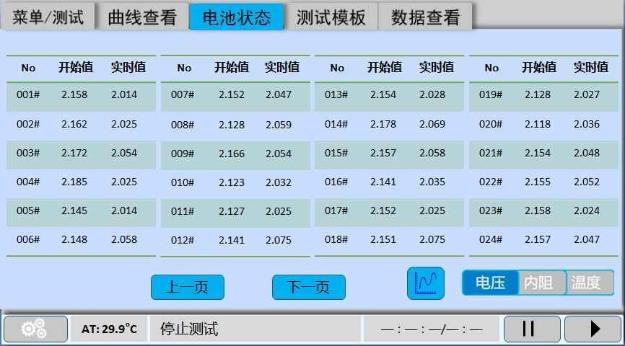 菜单/测试 曲线查看 电池状态 测试模板 数据查看
No 开始值 实时值 No 开始值 实时值 No 开始值 实时值 No 开始值 实时值
001# 2.158 2.014 007# 2.152 2.047 013# 2.154 2.028 019# 2.128 2.027
002# 2.162 2.025 008# 2.128 2.059 014# 2.178 2.069 020# 2.118 2.036
003# 2.172 2.054 009# 2.166 2.054 015# 2.157 2.058 021# 2.154 2.048
004# 2.185 2.025 010# 2.123 2.032 016# 2.141 2.035 022# 2.155 2.052
005# 2.145 2.014 011# 2.127 2.025 017# 2.152 2.025 023# 2.158 2.024
006# 2.148 2.058 012# 2.141 2.075 018# 2.151 2.075 024# 2.157 2.047
上一页 下一页 电压 内阻 温度
AT: 29.9°C 停止测试 —:—:—/—:—